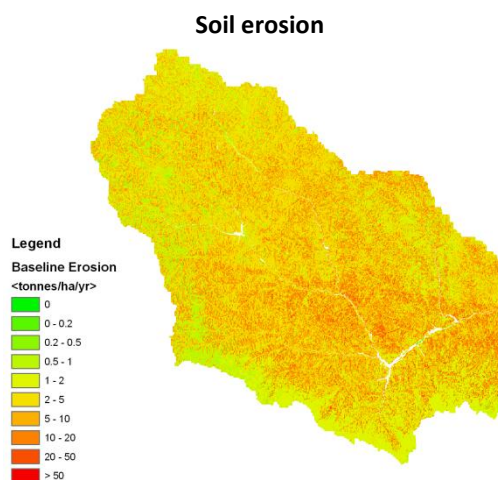 Soil erosion
Legend
Baseline Erosion
<tonnes/ha/yr>
0
0 - 0.2
0.2 - 0.5
0.5 - 1
1 - 2
2 - 5
5 - 10
10 - 20
20 - 50
> 50